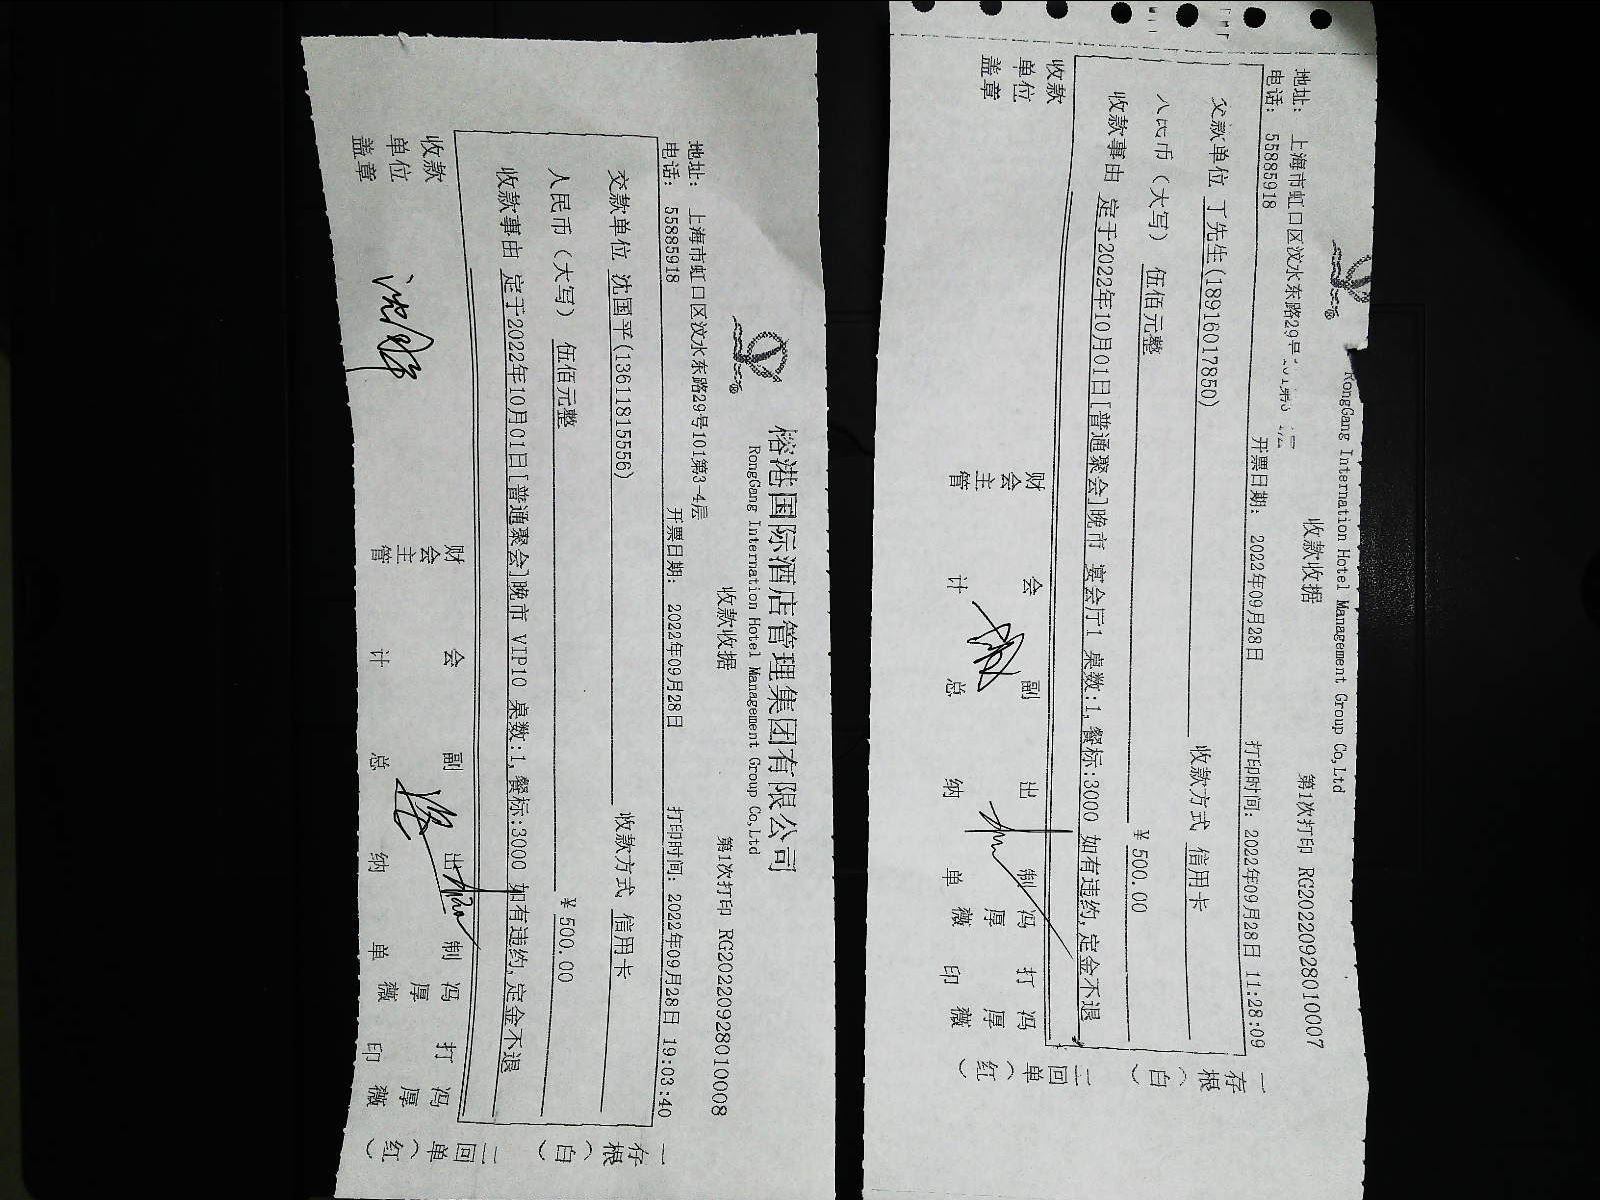 榕港国际酒店管理集团有限公司
RongGang Internation Hotel Management Group Co,Ltd
收款收据
第1次打印 RG20220928010008
地址: 上海市虹口区汶水东路29号101第3-4层
电话: 55885918
开票日期: 2022年09月28日
打印时间: 2022年09月28日 19:03:40
交款单位 沈国平(13611815556)
收款方式 信用卡
人民币（大写） 伍佰元整
￥500.00
收款事由 定于2022年10月01日[普通聚会]晚市 VIP10 桌数:1,餐标:3000 如有违约,定金不退
收款单位盖章
财会主管
会计
副总
出纳
制单 冯厚薇
打印 冯厚薇
一存根（白）
二回单（红）
RongGang Internation Hotel Management Group Co,Ltd
收款收据
第1次打印 RG20220928010007
地址: 上海市虹口区汶水东路29号101第3
电话: 55885918
开票日期: 2022年09月28日
打印时间: 2022年09月28日 11:28:09
交款单位 丁先生(18916017850)
收款方式 信用卡
人民币（大写） 伍佰元整
￥500.00
收款事由 定于2022年10月01日[普通聚会]晚市 宴会厅1 桌数:1,餐标:3000 如有违约,定金不退
收款单位盖章
财会主管
会计
副总
出纳
制单 冯厚薇
打印 冯厚薇
一存根（白）
二回单（红）